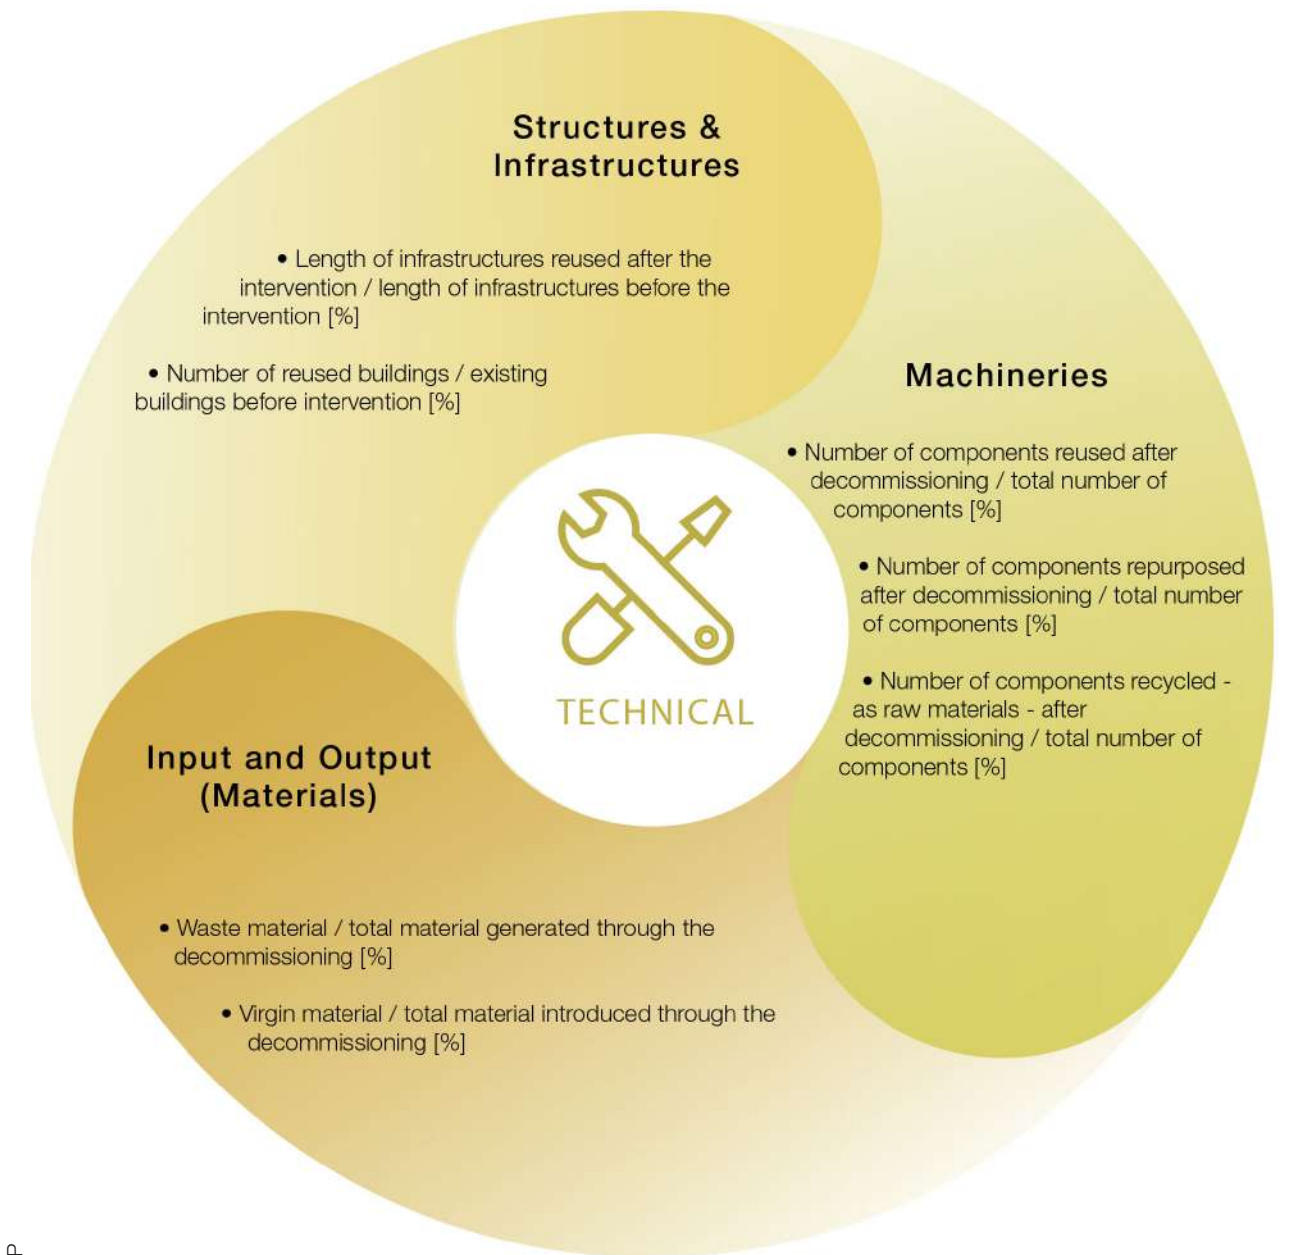 Structures &
Infrastructures
• Length of infrastructures reused after the
intervention / length of infrastructures before the
intervention [%]
• Number of reused buildings / existing
buildings before intervention [%]
Machineries
• Number of components reused after
decommissioning / total number of
components [%]
• Number of components repurposed
after decommissioning / total number
of components [%]
• Number of components recycled -
as raw materials - after
decommissioning / total number of
components [%]
TECHNICAL
Input and Output
(Materials)
• Waste material / total material generated through the
decommissioning [%]
• Virgin material / total material introduced through the
decommissioning [%]
P